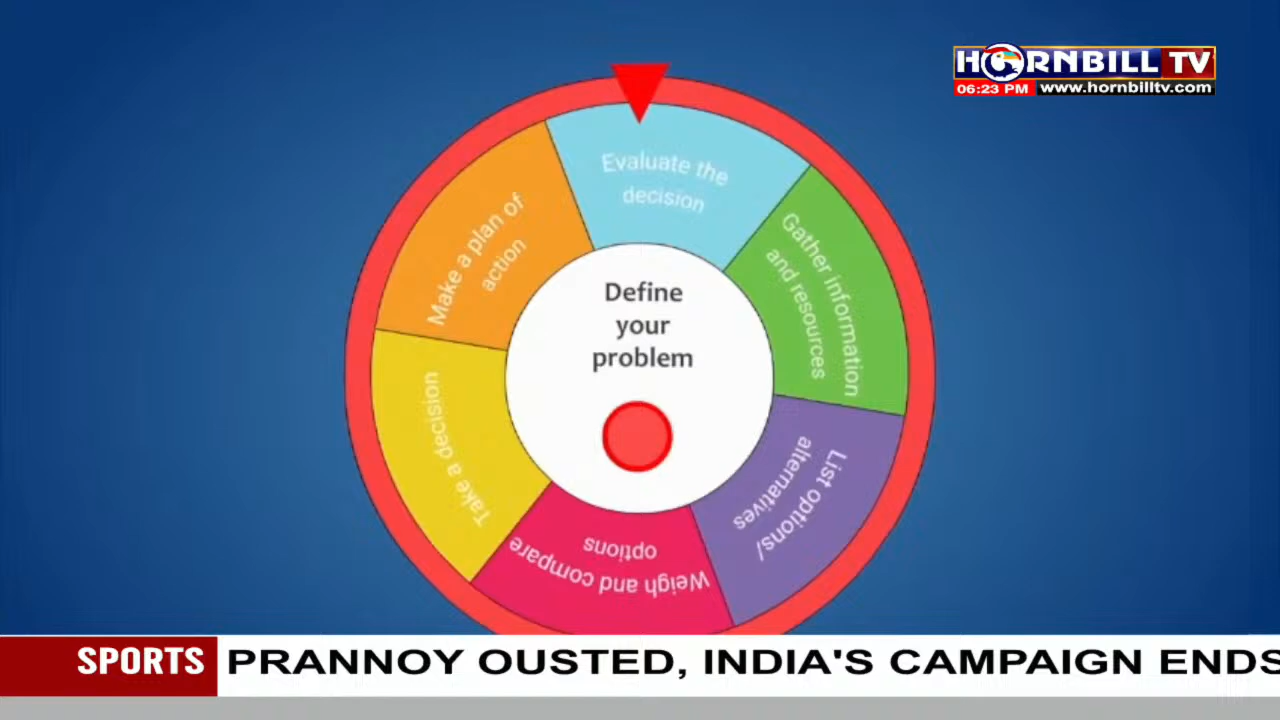 HORNBILL TV
06:23 PM www.hornbilltv.com
Evaluate the
decision
Gather information
and resources
List options/
alternatives
Weigh and compare
options
Take a decision
Make a plan of
action
Define
your
problem
SPORTS PRANNOY OUSTED, INDIA'S CAMPAIGN ENDS